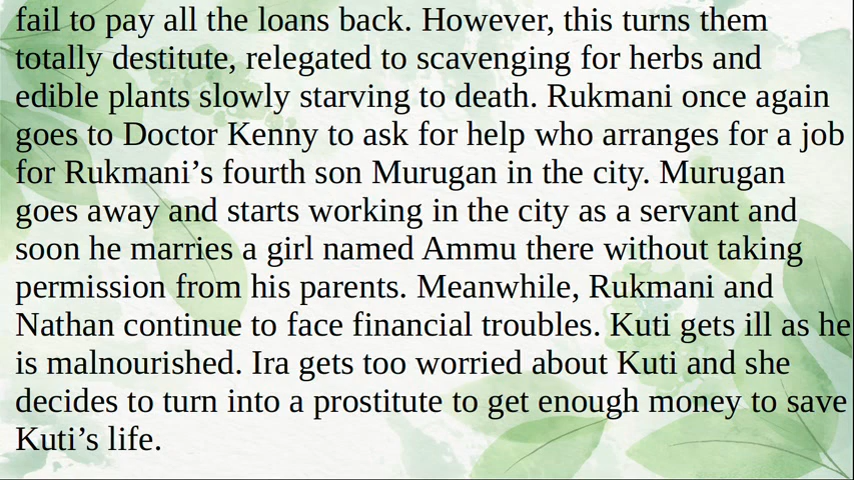 fail to pay all the loans back. However, this turns them
totally destitute, relegated to scavenging for herbs and
edible plants slowly starving to death. Rukmani once again
goes to Doctor Kenny to ask for help who arranges for a job
for Rukmani’s fourth son Murugan in the city. Murugan
goes away and starts working in the city as a servant and
soon he marries a girl named Ammu there without taking
permission from his parents. Meanwhile, Rukmani and
Nathan continue to face financial troubles. Kuti gets ill as he
is malnourished. Ira gets too worried about Kuti and she
decides to turn into a prostitute to get enough money to save
Kuti’s life.